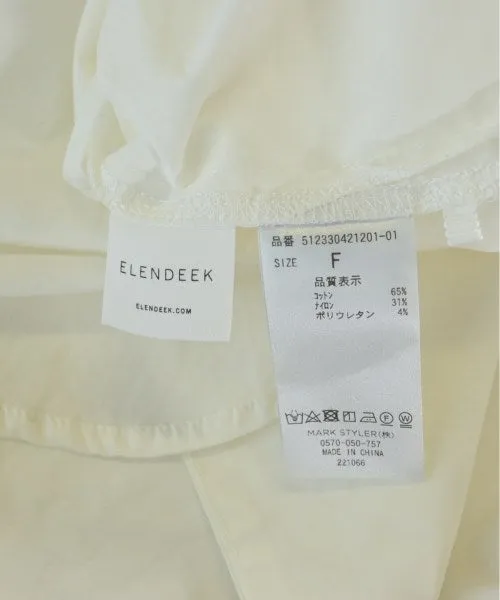 ELENDEEK
ELENDEEK.COM
品番 512330421201-01
SIZE F
品質表示
コットン 65%
ナイロン 31%
ポリウレタン 4%
MARK STYLER(株)
0570-050-757
MADE IN CHINA
221066